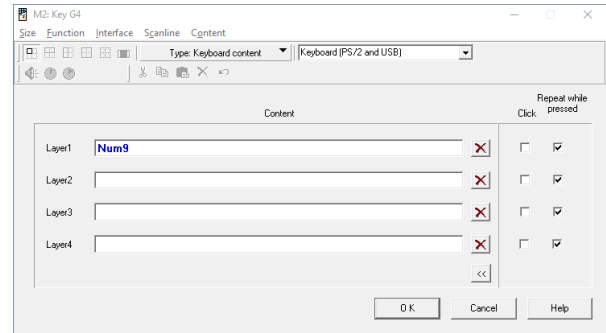 M2: Key G4
Size Function Interface Scanline Content
Type: Keyboard content Keyboard (PS/2 and USB)
Content Click Repeat while pressed
Layer1 Num9
Layer2
Layer3
Layer4
<<
OK Cancel Help